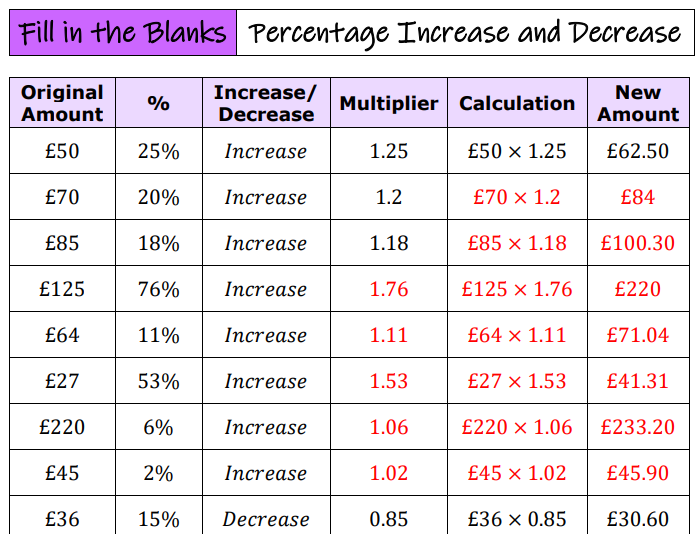 Fill in the Blanks Percentage Increase and Decrease
Original Amount % Increase/ Decrease Multiplier Calculation New Amount
£50 25% Increase 1.25 £50 × 1.25 £62.50
£70 20% Increase 1.2 £70 × 1.2 £84
£85 18% Increase 1.18 £85 × 1.18 £100.30
£125 76% Increase 1.76 £125 × 1.76 £220
£64 11% Increase 1.11 £64 × 1.11 £71.04
£27 53% Increase 1.53 £27 × 1.53 £41.31
£220 6% Increase 1.06 £220 × 1.06 £233.20
£45 2% Increase 1.02 £45 × 1.02 £45.90
£36 15% Decrease 0.85 £36 × 0.85 £30.60